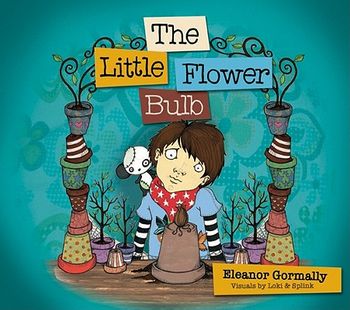 The
Little Flower
Bulb
Eleanor Gormally
Visuals by Loki & Splink